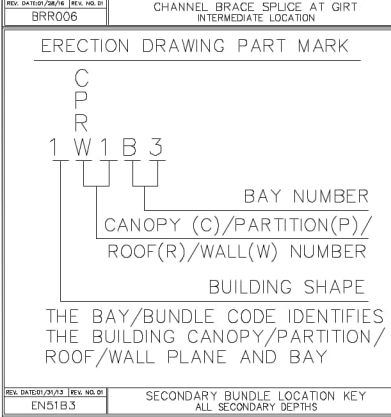 REV. DATE:01/28/16 REV. NO. 01
BRR006
CHANNEL BRACE SPLICE AT GIRT
INTERMEDIATE LOCATION
ERECTION DRAWING PART MARK
C
P
R
1 W 1 B 3
BAY NUMBER
CANOPY (C)/PARTITION(P)/
ROOF(R)/WALL(W) NUMBER
BUILDING SHAPE
THE BAY/BUNDLE CODE IDENTIFIES
THE BUILDING CANOPY/PARTITION/
ROOF/WALL PLANE AND BAY
REV. DATE:01/31/13 REV. NO. 01
EN51B3
SECONDARY BUNDLE LOCATION KEY
ALL SECONDARY DEPTHS